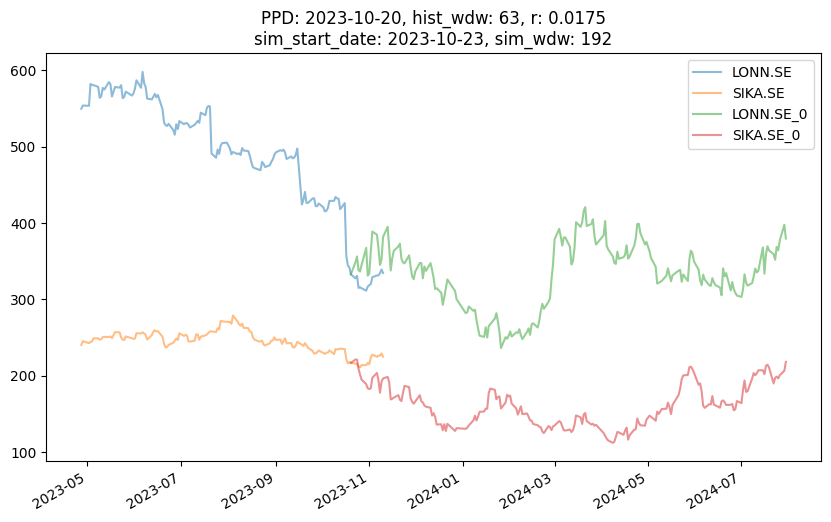 PPD: 2023-10-20, hist_wdw: 63, r: 0.0175
sim_start_date: 2023-10-23, sim_wdw: 192
LONN.SE
SIKA.SE
LONN.SE_0
SIKA.SE_0
600
500
400
300
200
100
2023-05
2023-07
2023-09
2023-11
2024-01
2024-03
2024-05
2024-07